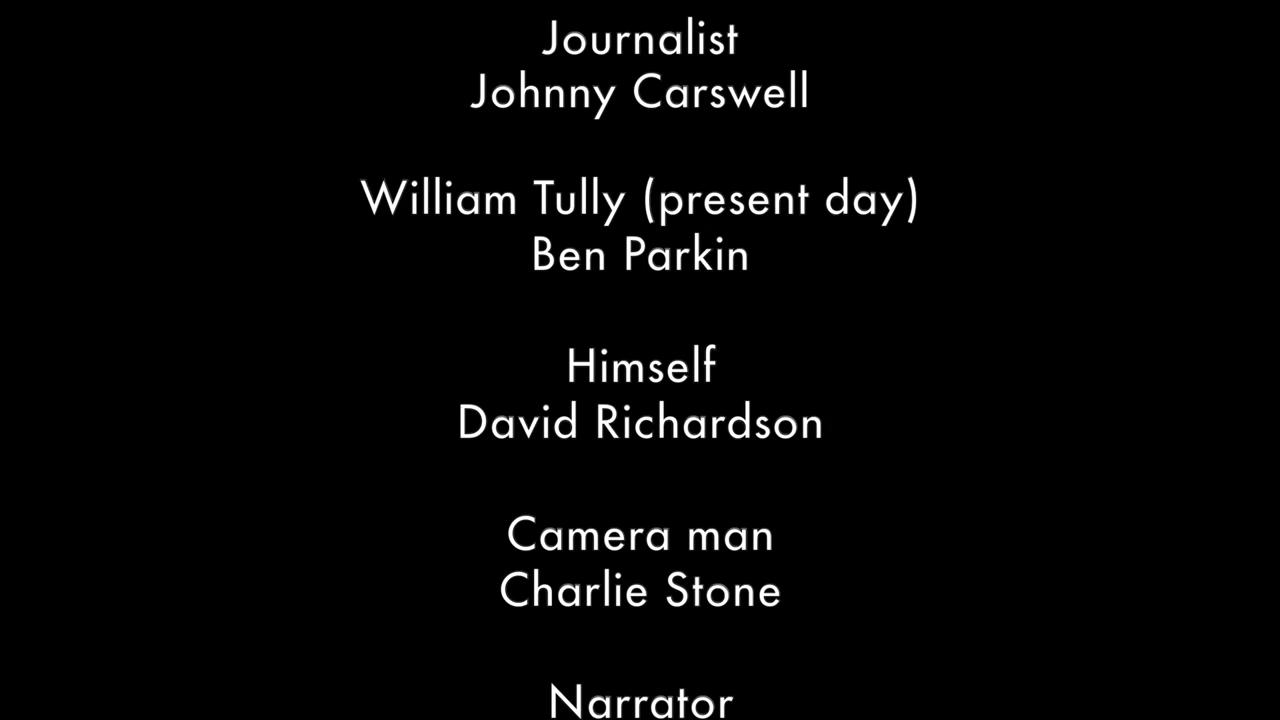 Journalist
Johnny Carswell
William Tully (present day)
Ben Parkin
Himself
David Richardson
Camera man
Charlie Stone
Narrator